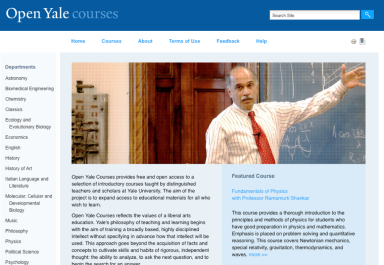 Open Yale courses
Search Site
Home Courses About Terms of Use Feedback Help
Departments
Astronomy
Biomedical Engineering
Chemistry
Classics
Ecology and
Evolutionary Biology
Economics
English
History
History of Art
Italian Language and
Literature
Molecular, Cellular and
Developmental
Biology
Music
Philosophy
Physics
Political Science
Psychology
Open Yale Courses provides free and open access to a
selection of introductory courses taught by distinguished
teachers and scholars at Yale University. The aim of the
project is to expand access to educational materials for all who
wish to learn.
Open Yale Courses reflects the values of a liberal arts
education. Yale's philosophy of teaching and learning begins
with the aim of training a broadly based, highly disciplined
intellect without specifying in advance how that intellect will be
used. This approach goes beyond the acquisition of facts and
concepts to cultivate skills and habits of rigorous, independent
thought: the ability to analyze, to ask the next question, and to
begin the search for an answer.
Featured Course
Fundamentals of Physics
with Professor Ramamurti Shankar
This course provides a thorough introduction to the
principles and methods of physics for students who
have good preparation in physics and mathematics.
Emphasis is placed on problem solving and quantitative
reasoning. This course covers Newtonian mechanics,
special relativity, gravitation, thermodynamics, and
waves. more >>